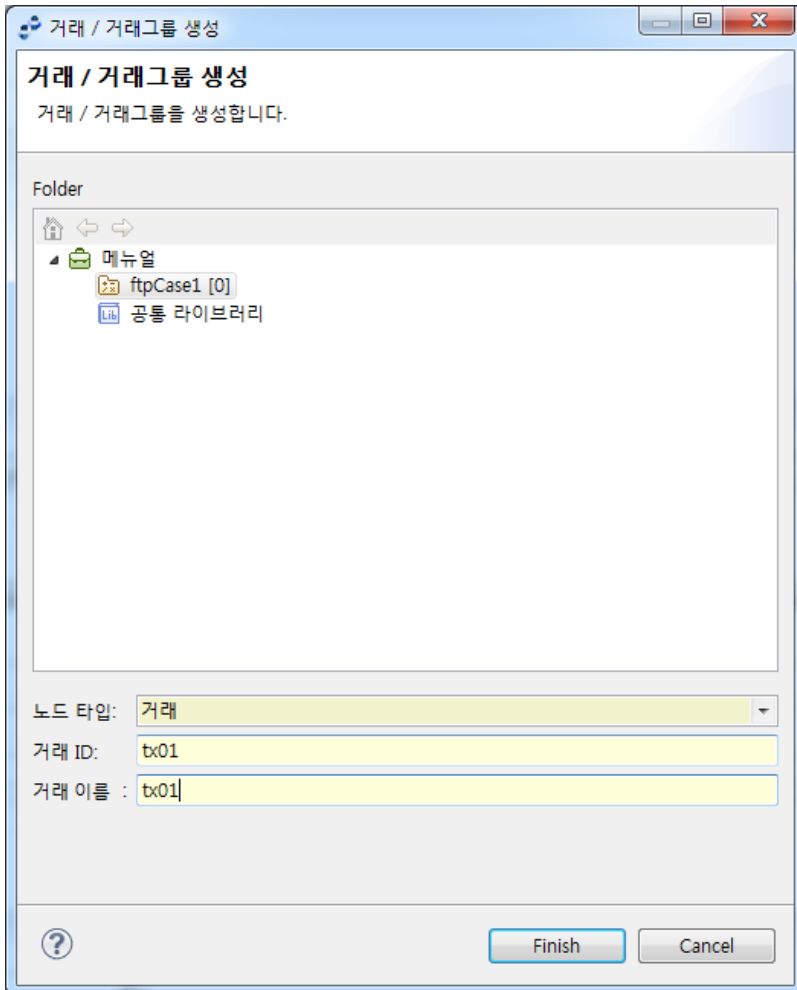 거래 / 거래그룹 생성
거래 / 거래그룹 생성
거래 / 거래그룹을 생성합니다.
Folder
메뉴얼
ftpCase1 [0]
Lib 공통 라이브러리
노드 타입: 거래
거래 ID: tx01
거래 이름 : tx01
? Finish Cancel